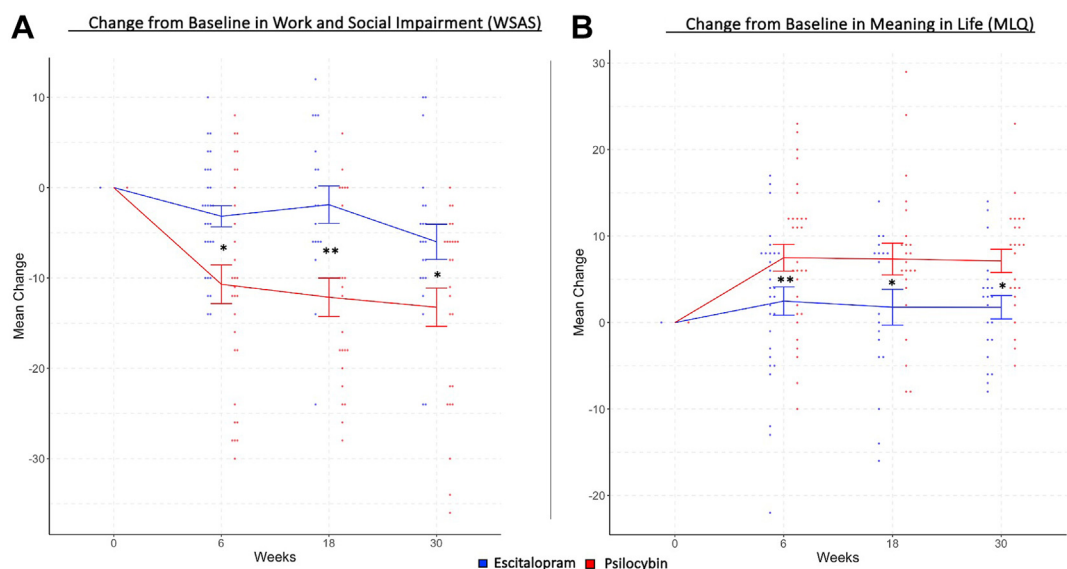 A
Change from Baseline in Work and Social Impairment (WSAS)
Mean Change
10
0
-10
-20
-30
*
**
*
0
6
18
30
Weeks
B
Change from Baseline in Meaning in Life (MLQ)
Mean Change
30
20
10
0
-10
-20
**
*
*
0
6
18
30
Weeks
Escitalopram
Psilocybin